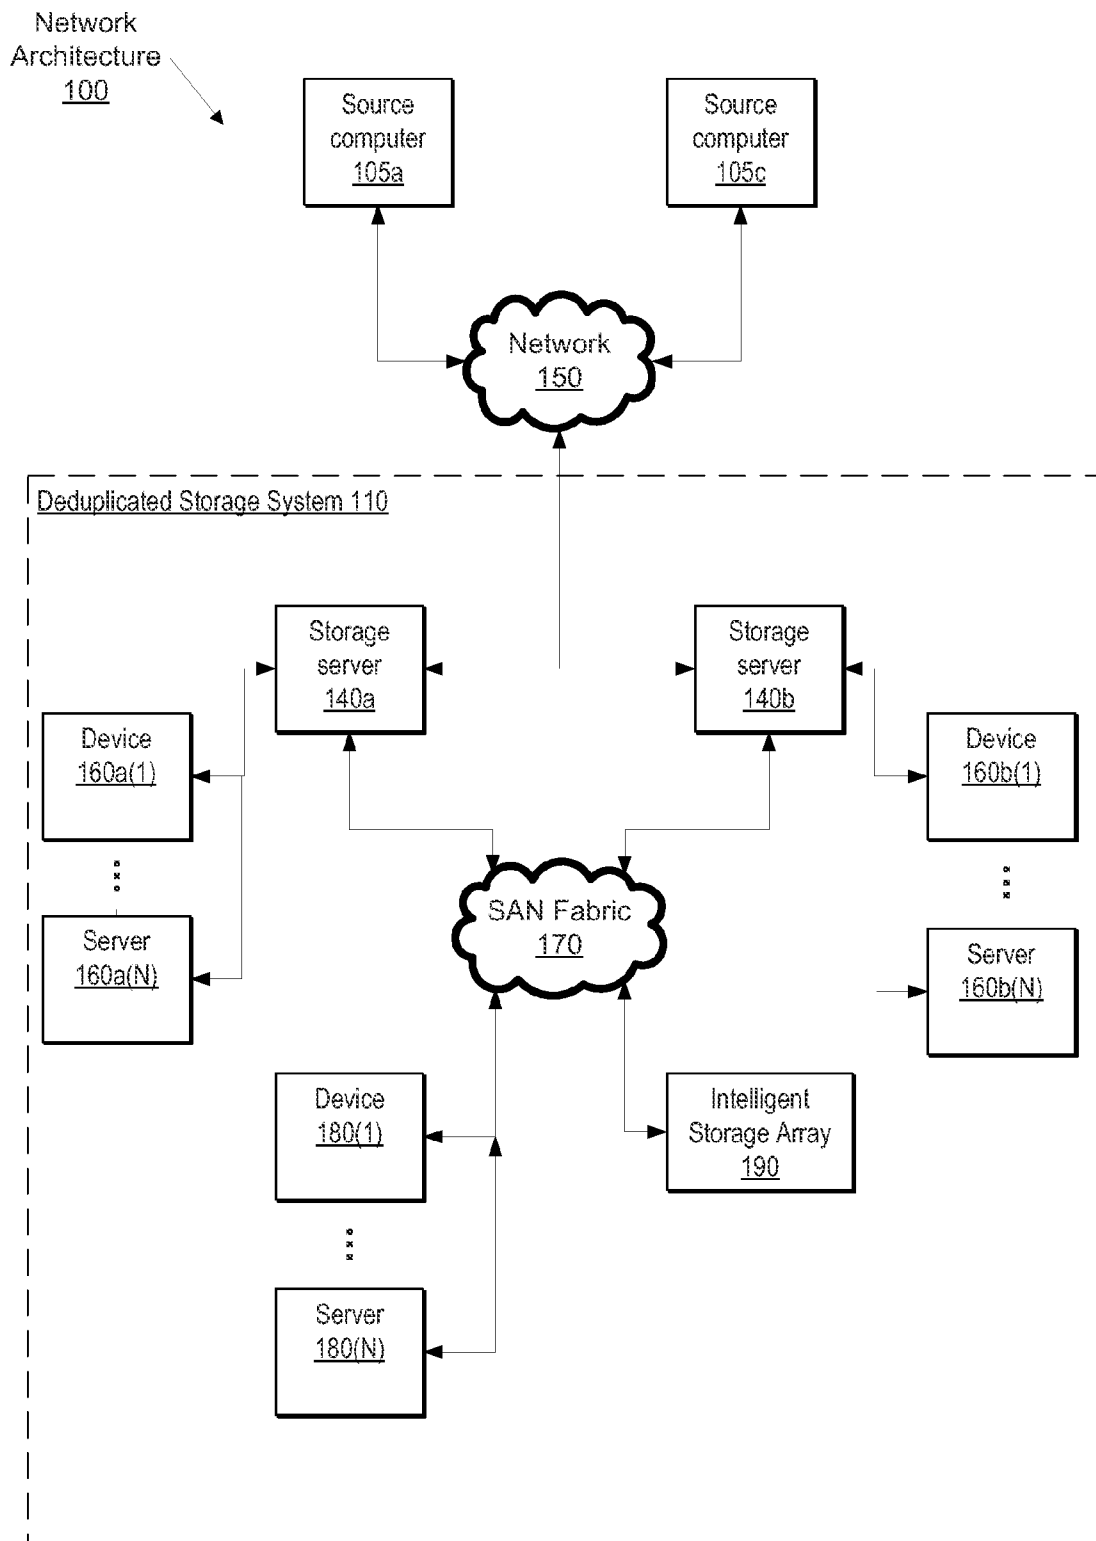 Network
Architecture
100
Source
computer
105a
Source
computer
105c
Network
150
Deduplicated Storage System 110
Storage
server
140a
Storage
server
140b
Device
160a(1)
Device
160b(1)
SAN Fabric
170
Server
160a(N)
Server
160b(N)
Device
180(1)
Intelligent
Storage Array
190
Server
180(N)